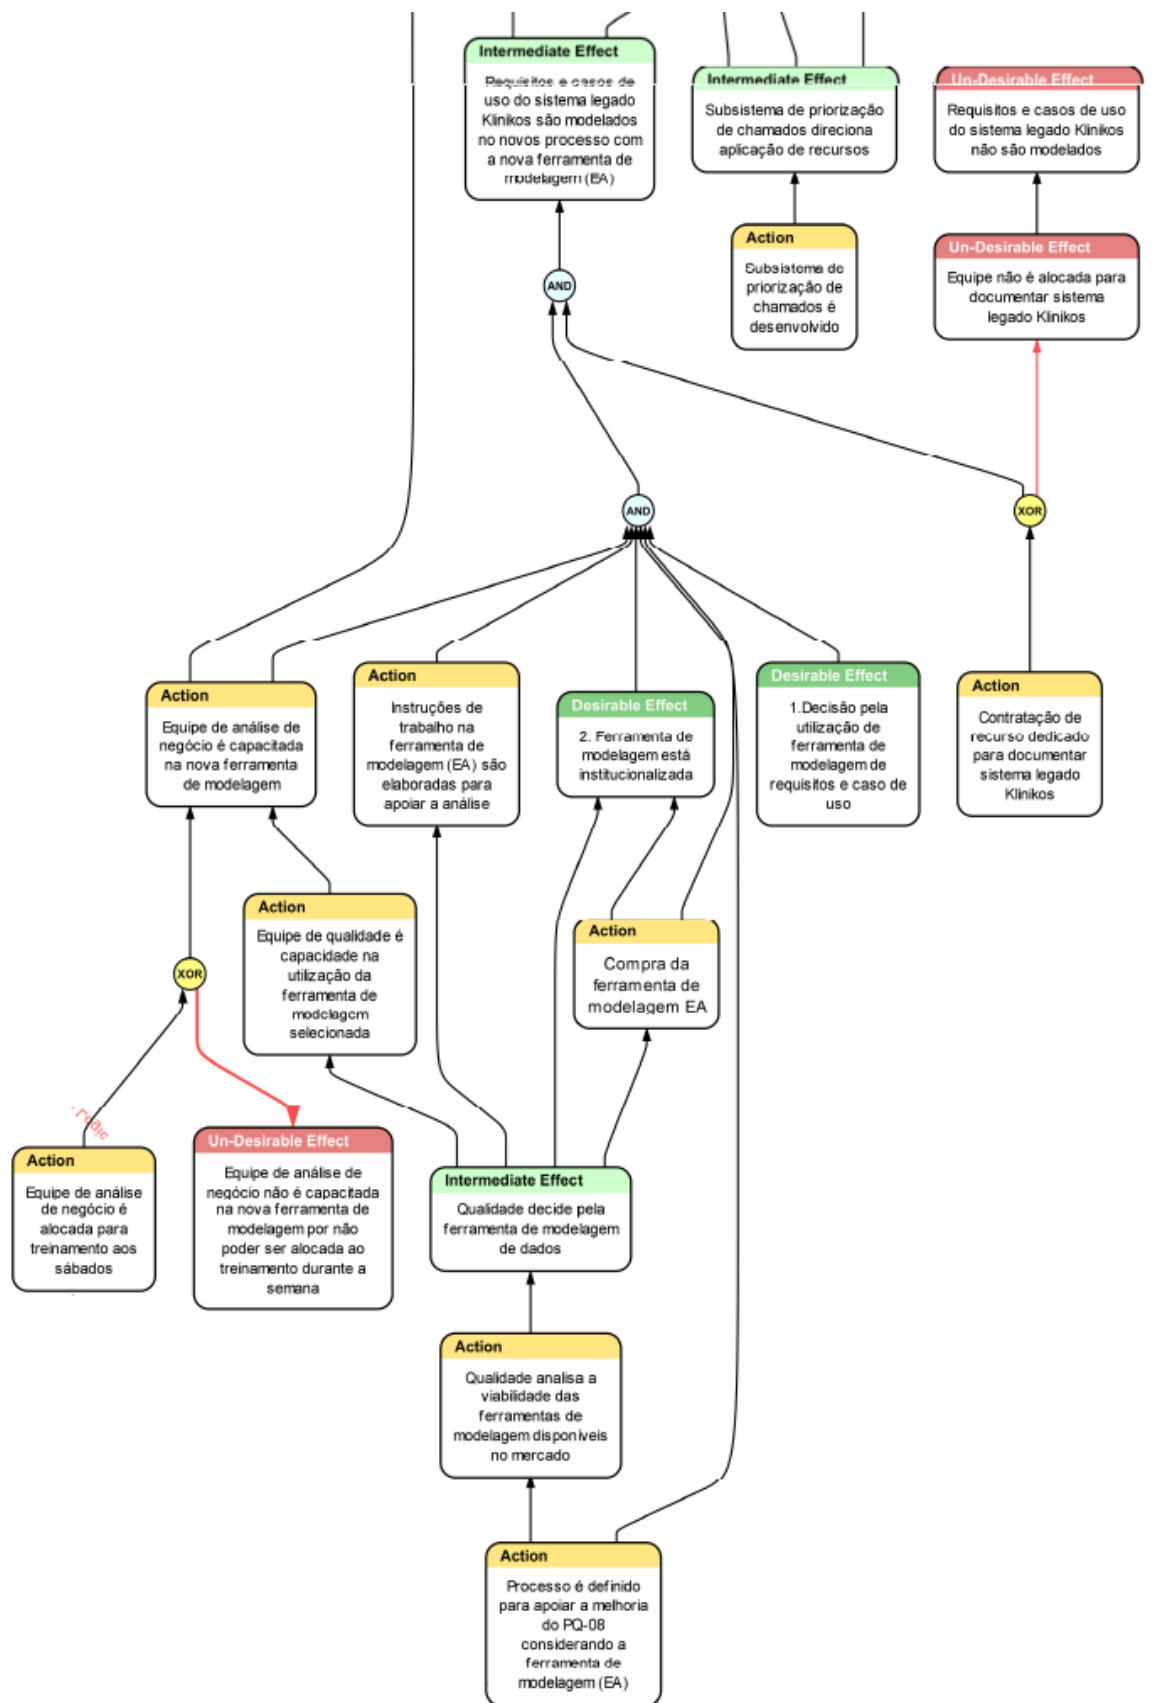 Intermediate Effect
Requisitos e casos de
uso do sistema legado
Klinikos são modelados
no novos processo com
a nova ferramenta de
modelagem (EA)
Intermediate Effect
Subsistema de priorização
de chamados direciona
aplicação de recursos
Un-Desirable Effect
Requisitos e casos de uso
do sistema legado Klinikos
não são modelados
Action
Subsistema de
priorização de
chamados é
desenvolvido
Un-Desirable Effect
Equipe não é alocada para
documentar sistema
legado Klinikos
AND
AND
XOR
Action
Equipe de análise de
negócio é capacitada
na nova ferramenta
de modelagem
Action
Instruções de
trabalho na
ferramenta de
modelagem (EA) são
elaboradas para
apoiar a análise
Desirable Effect
2. Ferramenta de
modelagem está
institucionalizada
Desirable Effect
1.Decisão pela
utilização de
ferramenta de
modelagem de
requisitos e caso de
uso
Action
Contratação de
recurso dedicado
para documentar
sistema legado
Klinikos
Action
Equipe de qualidade é
capacidade na
utilização da
ferramenta de
modelagem
selecionada
Action
Compra da
ferramenta de
modelagem EA
XOR
Action
Equipe de análise
de negócio é
alocada para
treinamento aos
sábados
Un-Desirable Effect
Equipe de análise de
negócio não é capacitada
na nova ferramenta de
modelagem por não
poder ser alocada ao
treinamento durante a
semana
Intermediate Effect
Qualidade decide pela
ferramenta de modelagem
de dados
Action
Qualidade analisa a
viabilidade das
ferramentas de
modelagem disponíveis
no mercado
Action
Processo é definido
para apoiar a melhoria
do PQ-08
considerando a
ferramenta de
modelagem (EA)